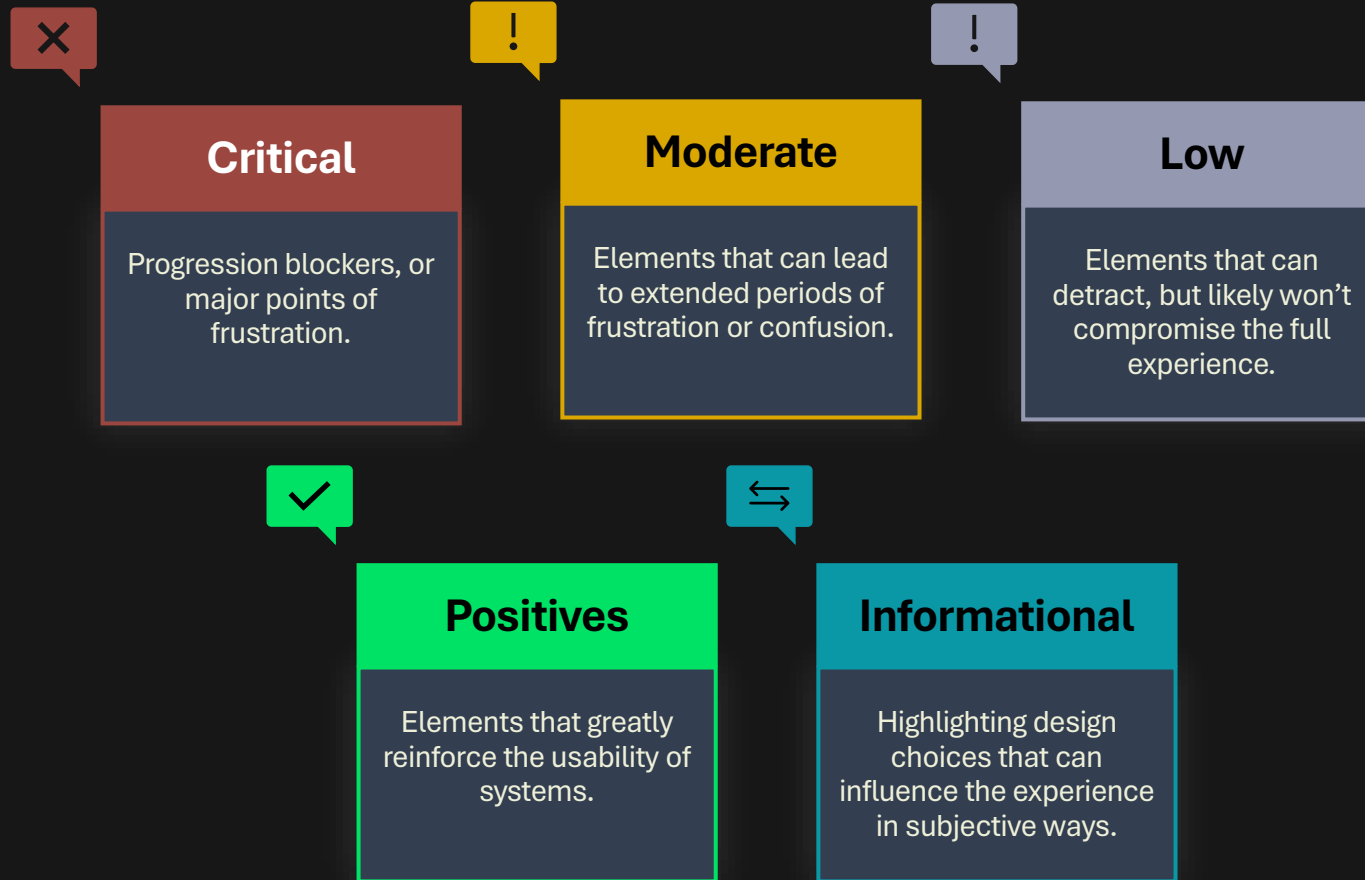 Critical
Progression blockers, or
major points of
frustration.
Moderate
Elements that can lead
to extended periods of
frustration or confusion.
Low
Elements that can
detract, but likely won’t
compromise the full
experience.
Positives
Elements that greatly
reinforce the usability of
systems.
Informational
Highlighting design
choices that can
influence the experience
in subjective ways.